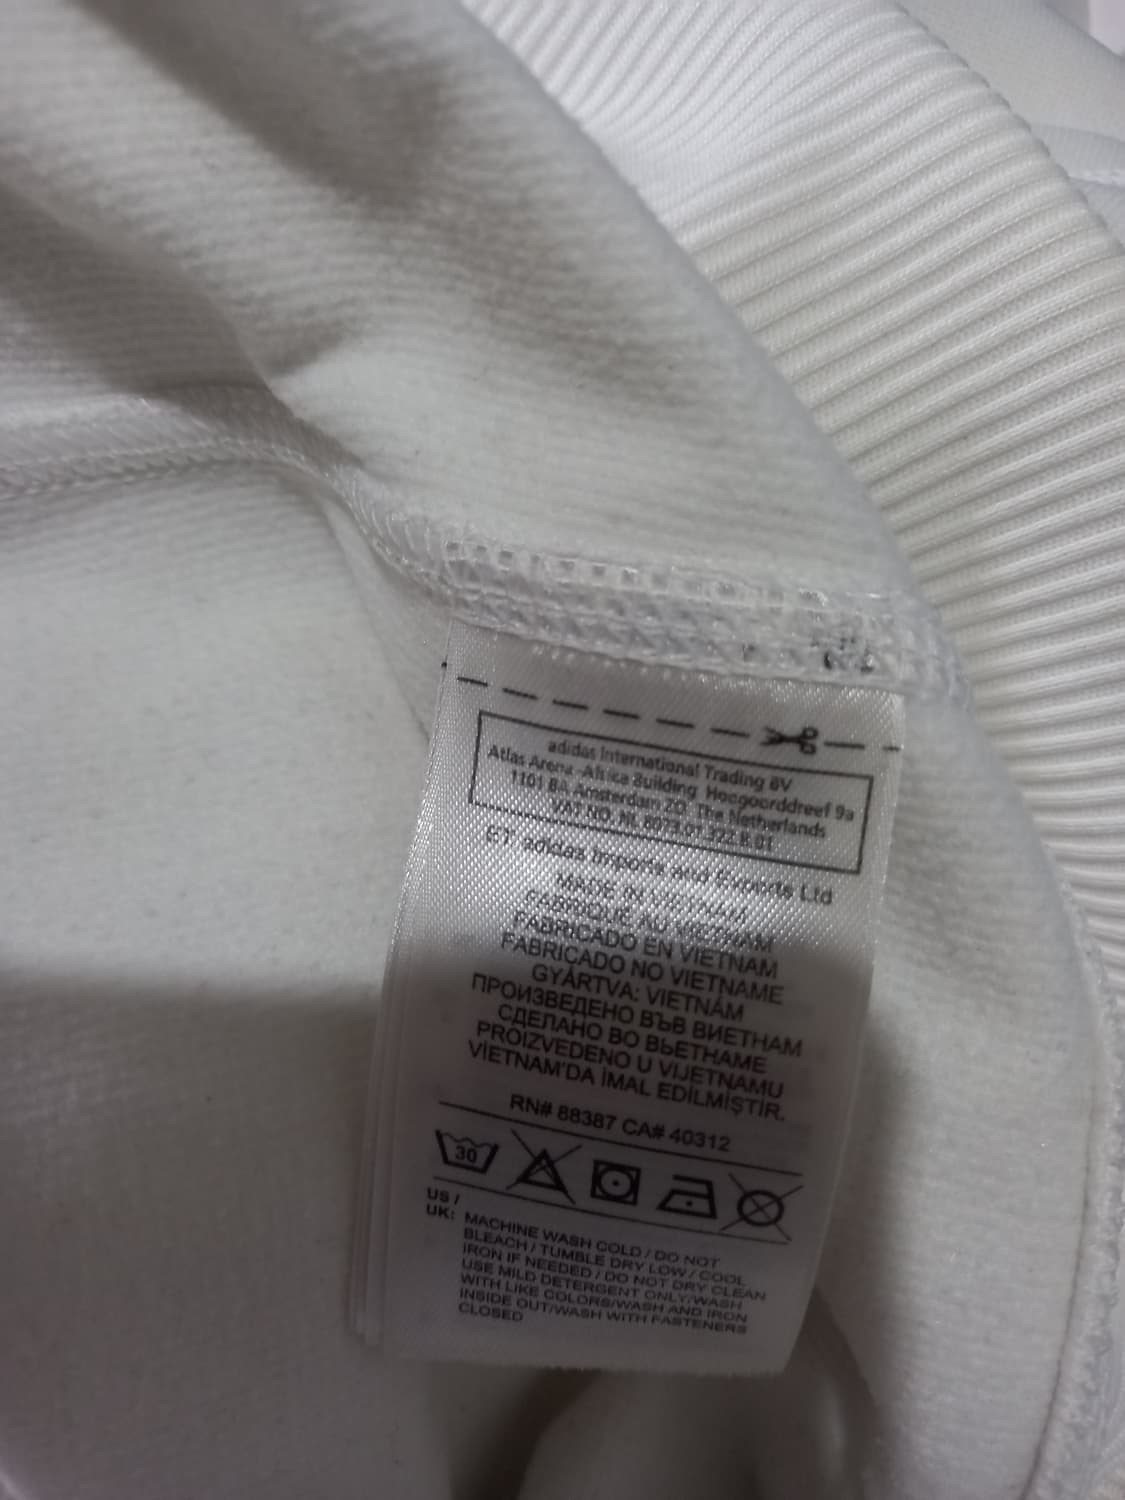 adidas International Trading BV
Atlas Arena -Africa Building Hoogoorddreef 9a
1101 BA Amsterdam ZO, The Netherlands
VAT NO. NL 8073.01.322.B.01
ET adidas Imports and Exports Ltd
MADE IN VIETNAM
FABRIQUE AU VIETNAM
FABRICADO EN VIETNAM
FABRICADO NO VIETNAME
GYÁRTVA: VIETNÁM
ПРОИЗВЕДЕНО ВЪВ ВИЕТНАМ
СДЕЛАНО ВО ВЬЕТНАМЕ
PROIZVEDENO U VIJETNAMU
VİETNAM'DA İMAL EDİLMİŞTİR.
RN# 88387 CA# 40312
30
US /
UK: MACHINE WASH COLD / DO NOT
BLEACH / TUMBLE DRY LOW / COOL
IRON IF NEEDED / DO NOT DRY CLEAN
USE MILD DETERGENT ONLY/WASH
WITH LIKE COLORS/WASH AND IRON
INSIDE OUT/WASH WITH FASTENERS
CLOSED